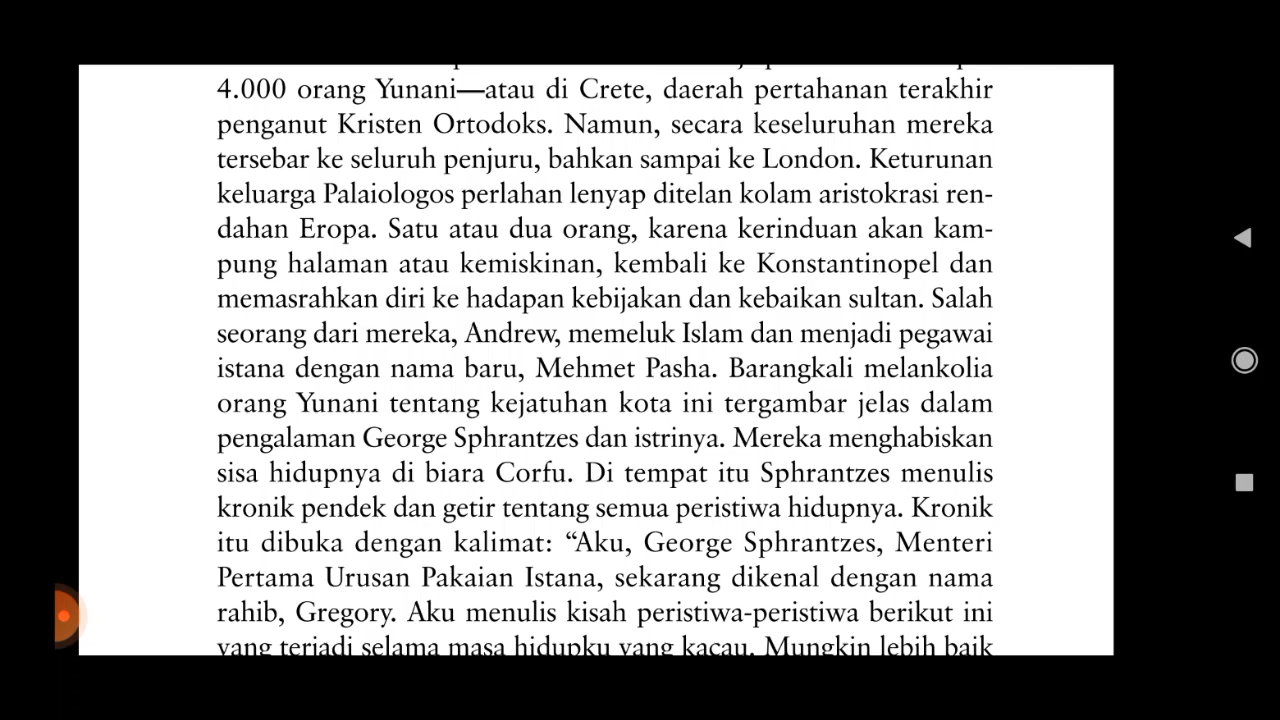 4.000 orang Yunani—atau di Crete, daerah pertahanan terakhir
penganut Kristen Ortodoks. Namun, secara keseluruhan mereka
tersebar ke seluruh penjuru, bahkan sampai ke London. Keturunan
keluarga Palaiologos perlahan lenyap ditelan kolam aristokrasi ren-
dahan Eropa. Satu atau dua orang, karena kerinduan akan kam-
pung halaman atau kemiskinan, kembali ke Konstantinopel dan
memasrahkan diri ke hadapan kebijakan dan kebaikan sultan. Salah
seorang dari mereka, Andrew, memeluk Islam dan menjadi pegawai
istana dengan nama baru, Mehmet Pasha. Barangkali melankolia
orang Yunani tentang kejatuhan kota ini tergambar jelas dalam
pengalaman George Sphrantzes dan istrinya. Mereka menghabiskan
sisa hidupnya di biara Corfu. Di tempat itu Sphrantzes menulis
kronik pendek dan getir tentang semua peristiwa hidupnya. Kronik
itu dibuka dengan kalimat: “Aku, George Sphrantzes, Menteri
Pertama Urusan Pakaian Istana, sekarang dikenal dengan nama
rahib, Gregory. Aku menulis kisah peristiwa-peristiwa berikut ini
yang terjadi selama masa hidupku yang kacau. Mungkin lebih baik